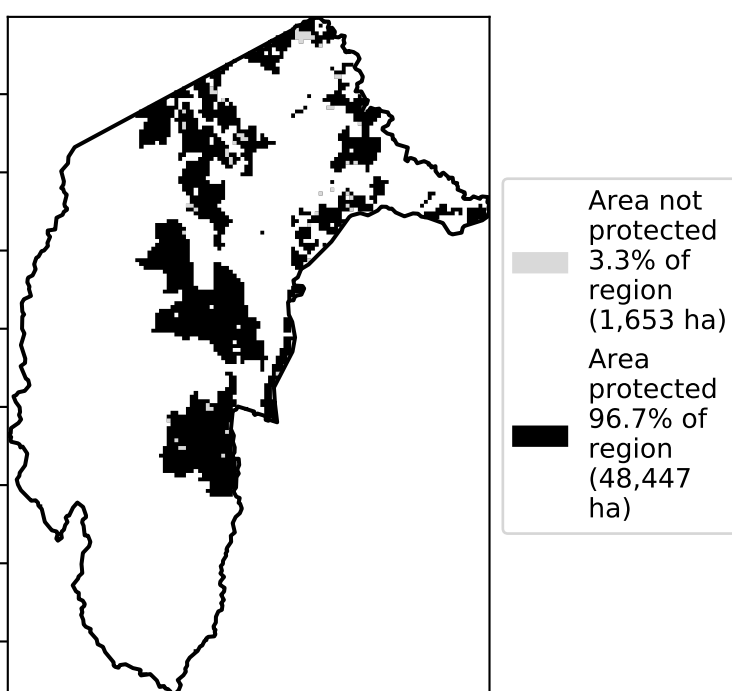 Area not
protected
3.3% of
region
(1,653 ha)
Area
protected
96.7% of
region
(48,447
ha)